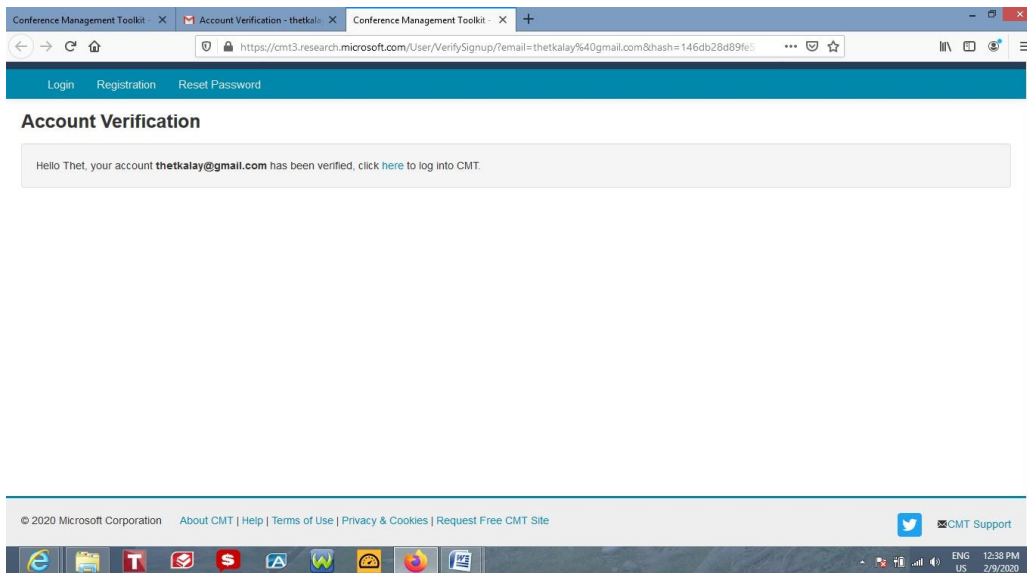 Conference Management Toolkit -
Account Verification - thetkala
Conference Management Toolkit -
https://cmt3.research.microsoft.com/User/VerifySignup/?email=thetkalay%40gmail.com&hash=146db28d89fe5
Login Registration Reset Password
Account Verification
Hello Thet, your account thetkalay@gmail.com has been verified, click here to log into CMT.
© 2020 Microsoft Corporation About CMT | Help | Terms of Use | Privacy & Cookies | Request Free CMT Site
CMT Support
ENG 12:38 PM
US 2/9/2020